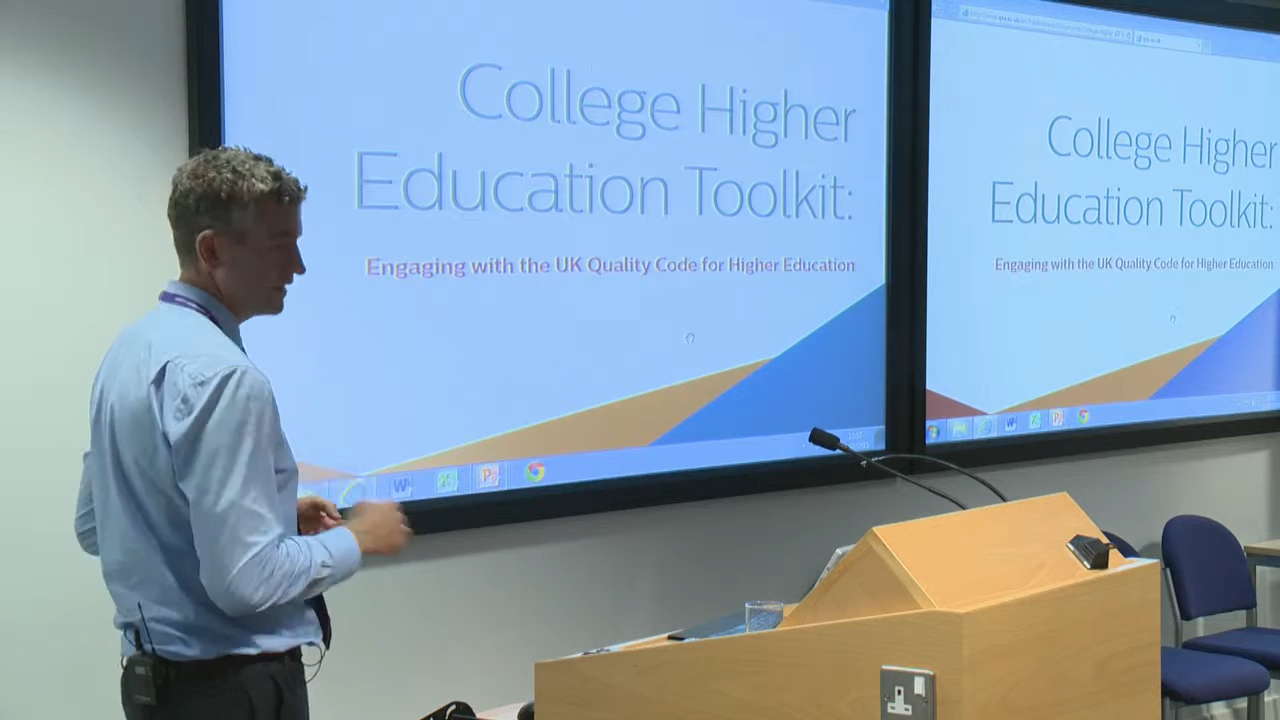 College Higher
Education Toolkit:
Engaging with the UK Quality Code for Higher Education
College Higher
Education Toolkit:
Engaging with the UK Quality Code for Higher Education